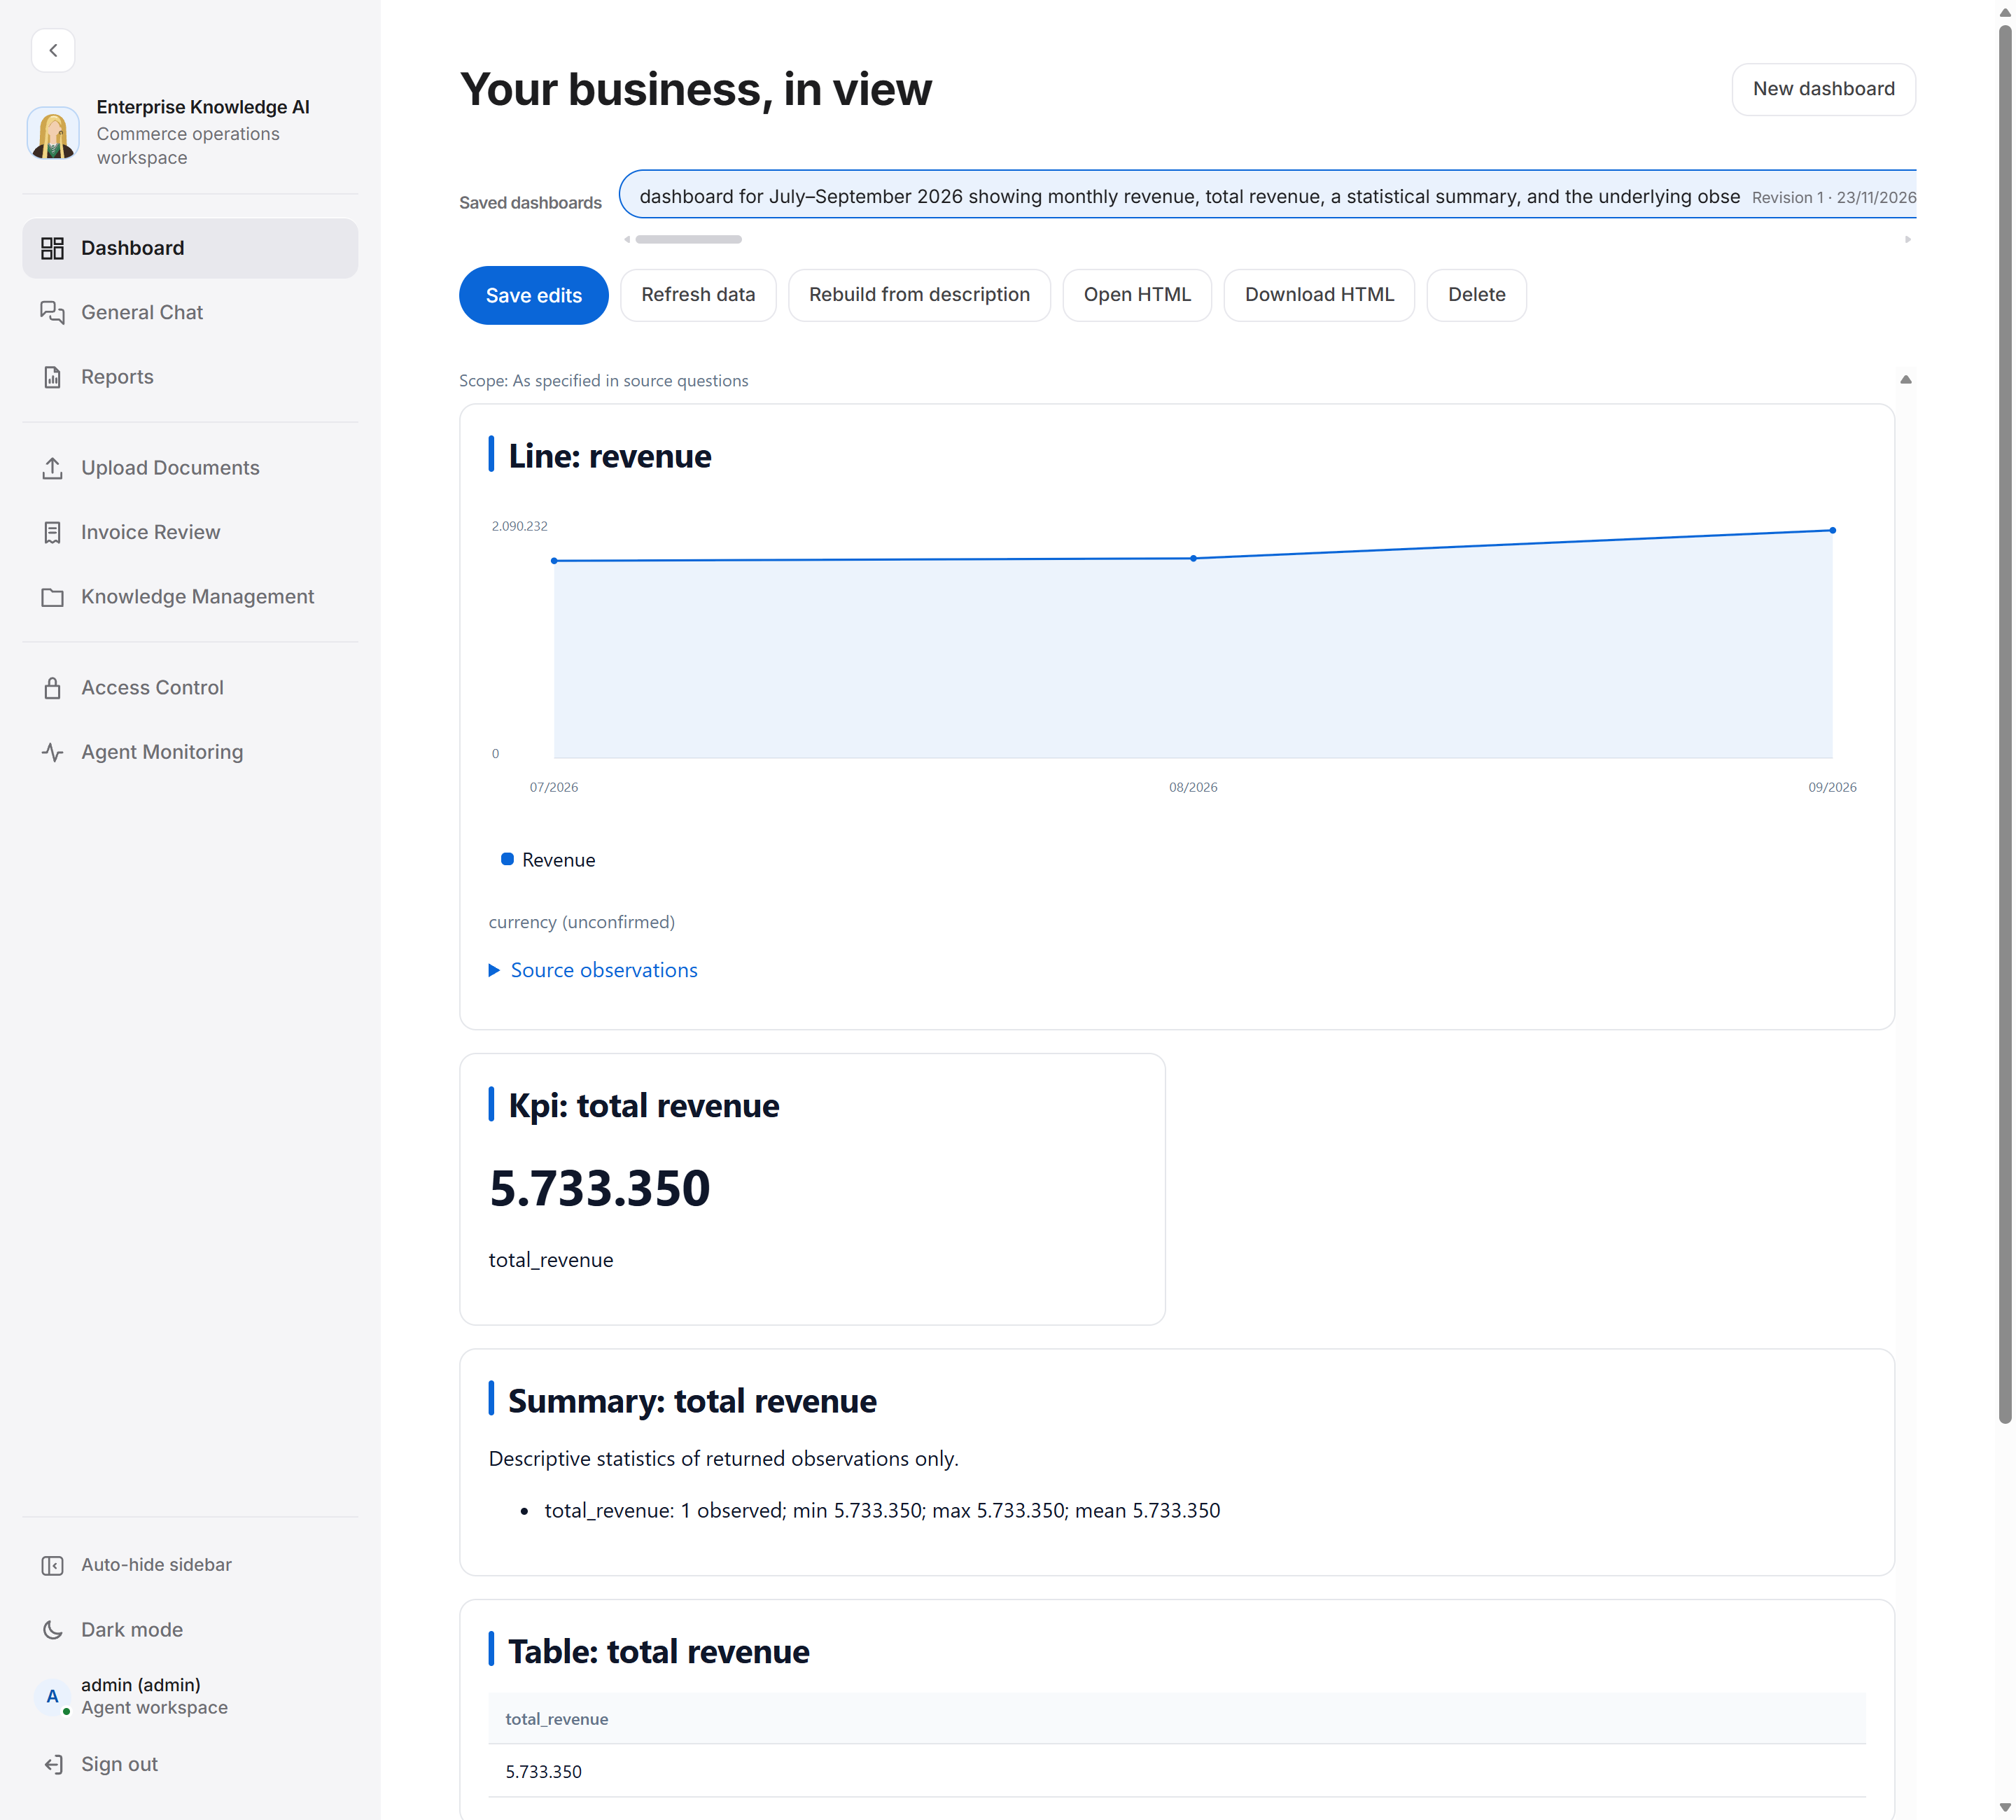 Enterprise Knowledge AI
Commerce operations
workspace
Dashboard
General Chat
Reports
Upload Documents
Invoice Review
Knowledge Management
Access Control
Agent Monitoring
Auto-hide sidebar
Dark mode
A
admin (admin)
Agent workspace
Sign out
Your business, in view
New dashboard
Saved dashboards
dashboard for July–September 2026 showing monthly revenue, total revenue, a statistical summary, and the underlying obse Revision 1 · 23/11/2026
Save edits
Refresh data
Rebuild from description
Open HTML
Download HTML
Delete
Scope: As specified in source questions
Line: revenue
2.090.232
0
07/2026
08/2026
09/2026
Revenue
currency (unconfirmed)
Source observations
Kpi: total revenue
5.733.350
total_revenue
Summary: total revenue
Descriptive statistics of returned observations only.
• total_revenue: 1 observed; min 5.733.350; max 5.733.350; mean 5.733.350
Table: total revenue
total_revenue
5.733.350